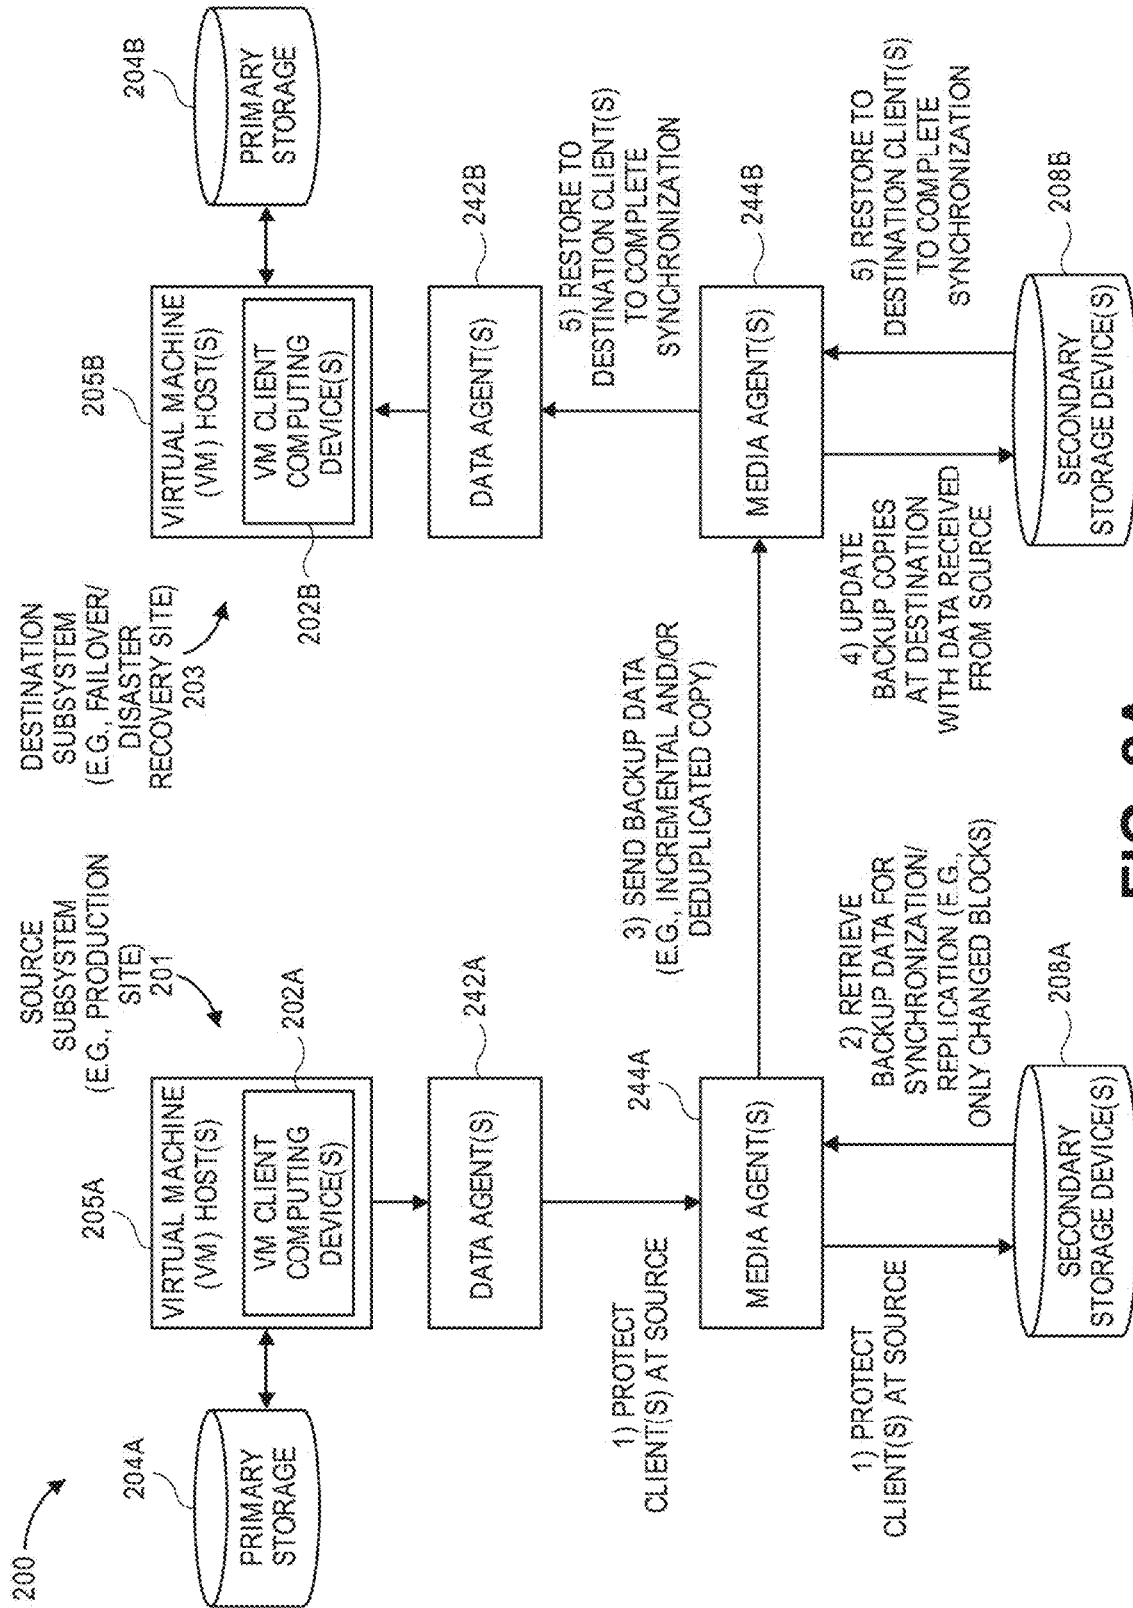 200
SOURCE
SUBSYSTEM
(E.G., PRODUCTION
SITE)
201
DESTINATION
SUBSYSTEM
(E.G., FAILOVER/
DISASTER
RECOVERY SITE)
203
204A
PRIMARY
STORAGE
205A
VIRTUAL MACHINE
(VM) HOST(S)
VM CLIENT
COMPUTING
DEVICE(S)
202A
205B
VIRTUAL MACHINE
(VM) HOST(S)
VM CLIENT
COMPUTING
DEVICE(S)
202B
204B
PRIMARY
STORAGE
DATA AGENT(S)
242A
DATA AGENT(S)
242B
1) PROTECT
CLIENT(S) AT SOURCE
3) SEND BACKUP DATA
(E.G., INCREMENTAL AND/OR
DEDUPLICATED COPY)
5) RESTORE TO
DESTINATION CLIENT(S)
TO COMPLETE
SYNCHRONIZATION
244A
MEDIA AGENT(S)
MEDIA AGENT(S)
244B
1) PROTECT
CLIENT(S) AT SOURCE
2) RETRIEVE
BACKUP DATA FOR
SYNCHRONIZATION/
REPLICATION (E.G.,
ONLY CHANGED BLOCKS)
4) UPDATE
BACKUP COPIES
AT DESTINATION
WITH DATA RECEIVED
FROM SOURCE
5) RESTORE TO
DESTINATION CLIENT(S)
TO COMPLETE
SYNCHRONIZATION
SECONDARY
STORAGE DEVICE(S)
208A
SECONDARY
STORAGE DEVICE(S)
208B
FIG. 2A